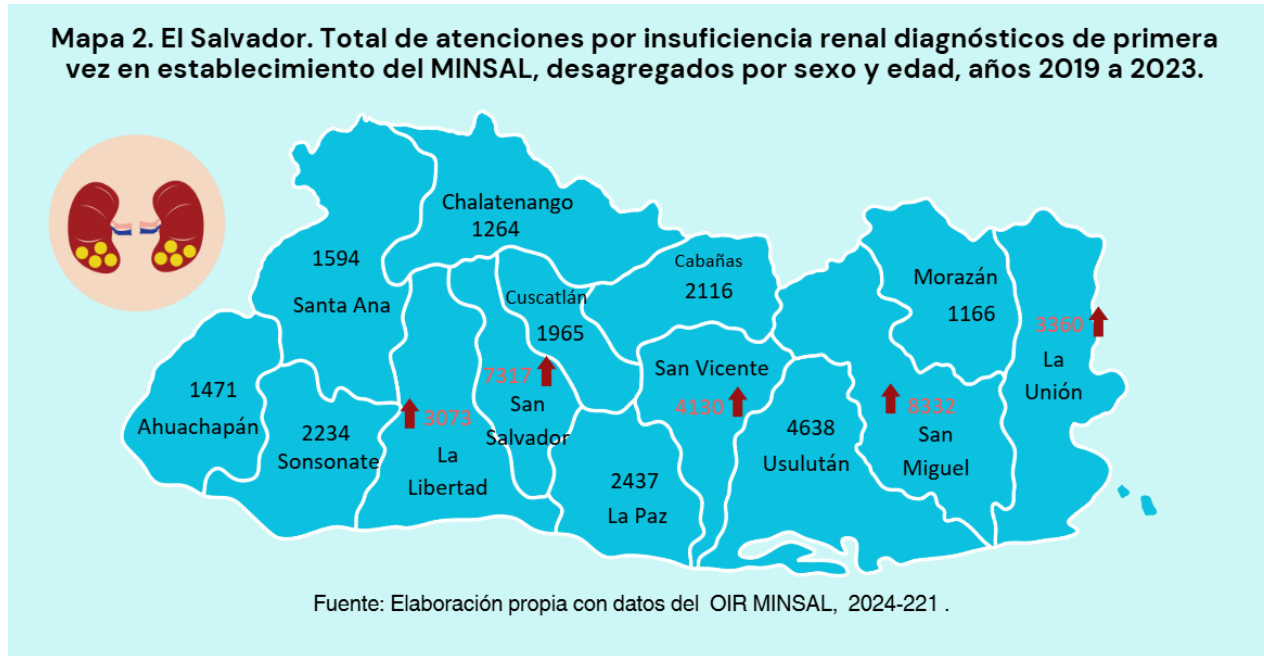 Mapa 2. El Salvador. Total de atenciones por insuficiencia renal diagnósticos de primera
vez en establecimiento del MINSAL, desagregados por sexo y edad, años 2019 a 2023.
Chalatenango
1264
1594
Santa Ana
Cabañas
2116
Cuscatlán
1965
Morazán
1166
3360
La
Unión
1471
Ahuachapán
2234
Sonsonate
3073
La
Libertad
7317
San
Salvador
San Vicente
4130
4638
Usulután
8332
San
Miguel
2437
La Paz
Fuente: Elaboración propia con datos del OIR MINSAL, 2024-221 .